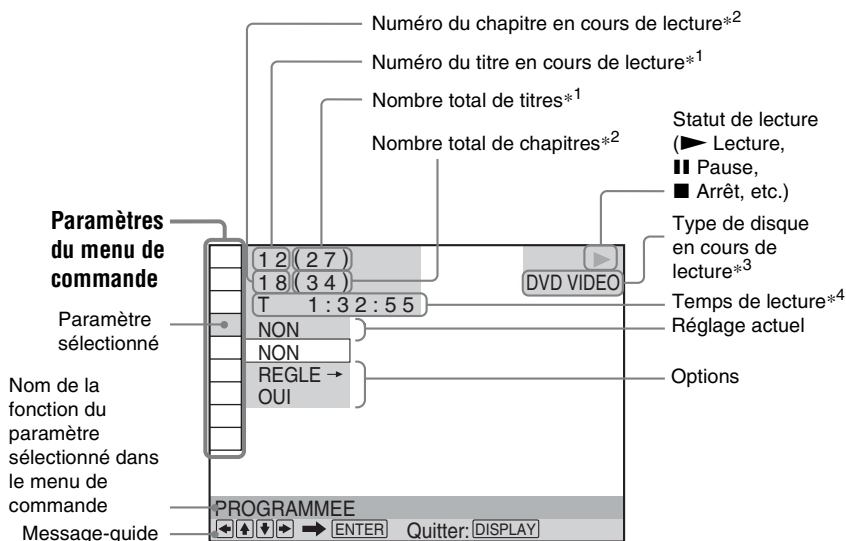 Numéro du chapitre en cours de lecture*2
Numéro du titre en cours de lecture*1
Nombre total de titres*1
Nombre total de chapitres*2
Statut de lecture
(► Lecture,
❚❚ Pause,
■ Arrêt, etc.)
Type de disque
en cours de
lecture*3
Temps de lecture*4
Réglage actuel
Options
Paramètres
du menu de
commande
Paramètre
sélectionné
Nom de la
fonction du
paramètre
sélectionné dans
le menu de
commande
Message-guide
12(27)
18(34)
T 1:32:55
►
DVD VIDEO
NON
NON
REGLE →
OUI
PROGRAMMEE
←↑↓→ ➡ ENTER Quitter: DISPLAY